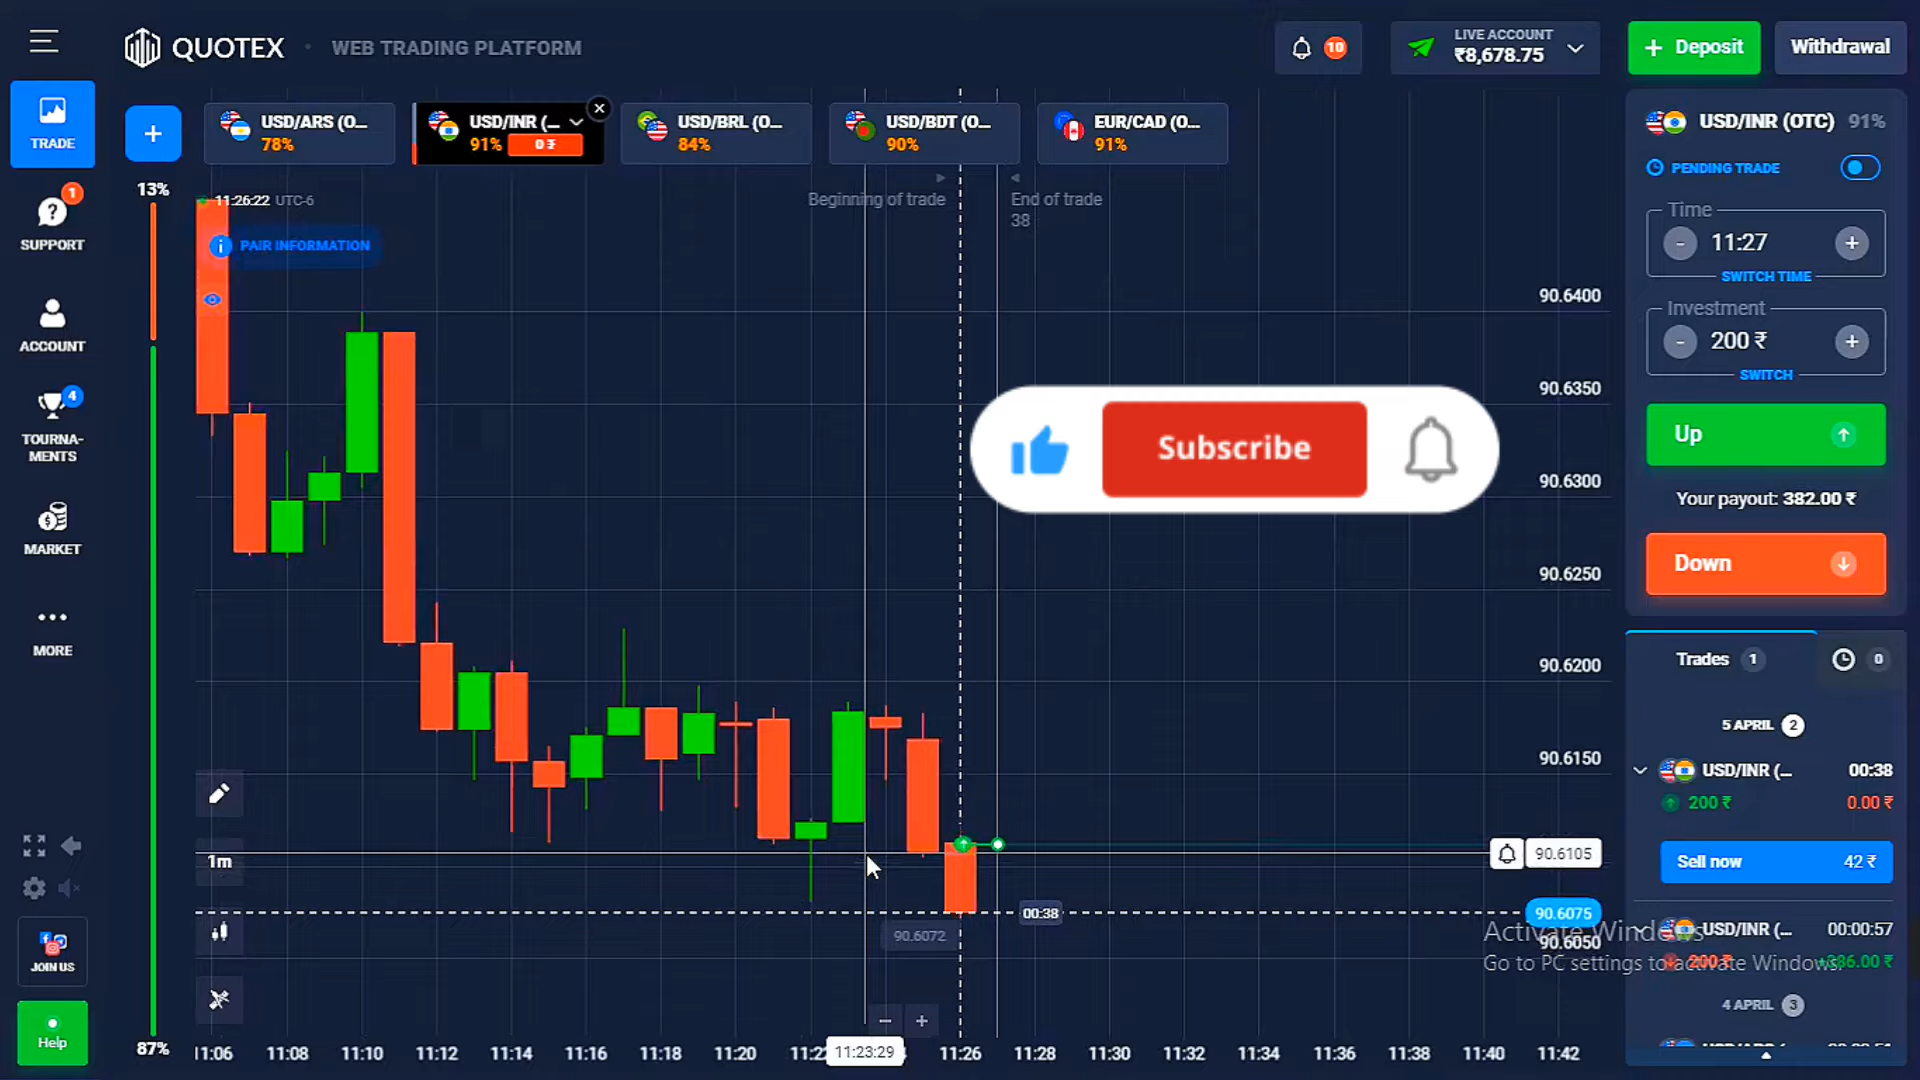 QUOTEX
WEB TRADING PLATFORM
10
LIVE ACCOUNT
₹8,678.75
+ Deposit
Withdrawal
TRADE
USD/ARS (O...
78%
USD/INR (...
91%
0 ₹
USD/BRL (O...
84%
USD/BDT (O...
90%
EUR/CAD (O...
91%
USD/INR (OTC) 91%
PENDING TRADE
13%
11:26:22 UTC-6
Beginning of trade
End of trade
38
PAIR INFORMATION
1
SUPPORT
ACCOUNT
4
TOURNA-
MENTS
MARKET
MORE
JOIN US
Help
87%
Time
- 11:27 +
SWITCH TIME
Investment
- 200 ₹ +
SWITCH
Up
Your payout: 382.00 ₹
Down
Subscribe
90.6400
90.6350
90.6300
90.6250
90.6200
90.6150
90.6105
90.6075
90.6050
00:38
90.6072
1m
Trades 1
0
5 APRIL 2
USD/INR (... 00:38
200 ₹ 0.00 ₹
Sell now 42 ₹
USD/INR (... 00:00:57
200 ₹
4 APRIL 3
Activate Windows
Go to PC settings to activate Windows.
- +
11:06 11:08 11:10 11:12 11:14 11:16 11:18 11:20 11:23:29 11:26 11:28 11:30 11:32 11:34 11:36 11:38 11:40 11:42